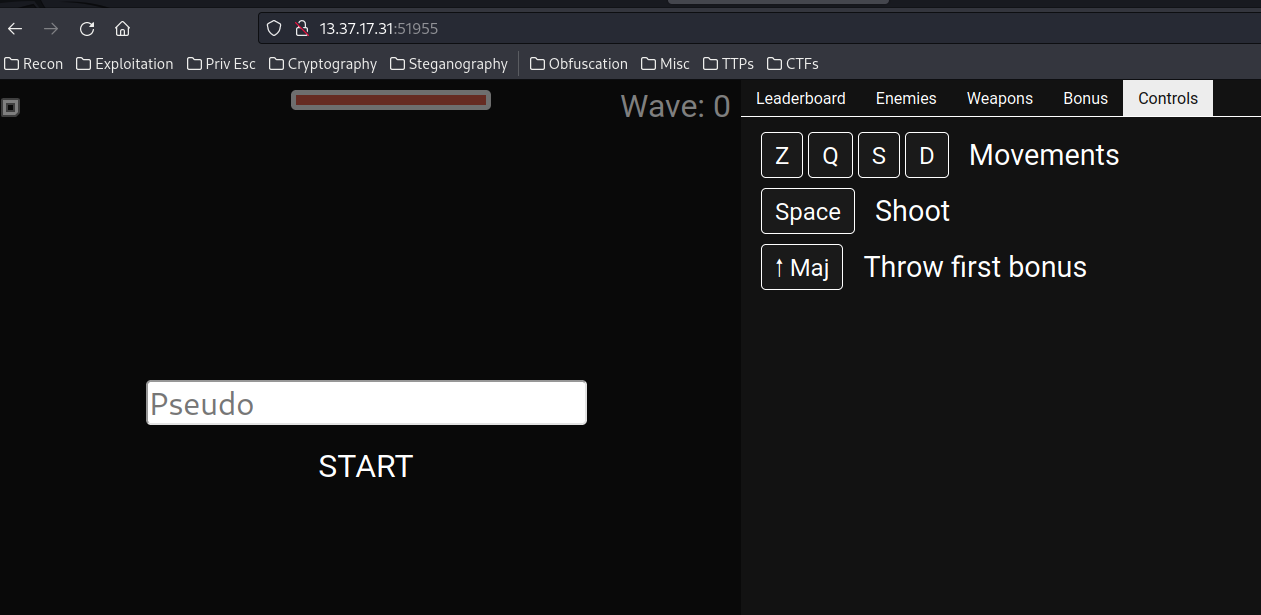 13.37.17.31:51955
Recon Exploitation Priv Esc Cryptography Steganography Obfuscation Misc TTPs CTFs
Wave: 0
Leaderboard Enemies Weapons Bonus Controls
Z Q S D Movements
Space Shoot
↑ Maj Throw first bonus
Pseudo
START